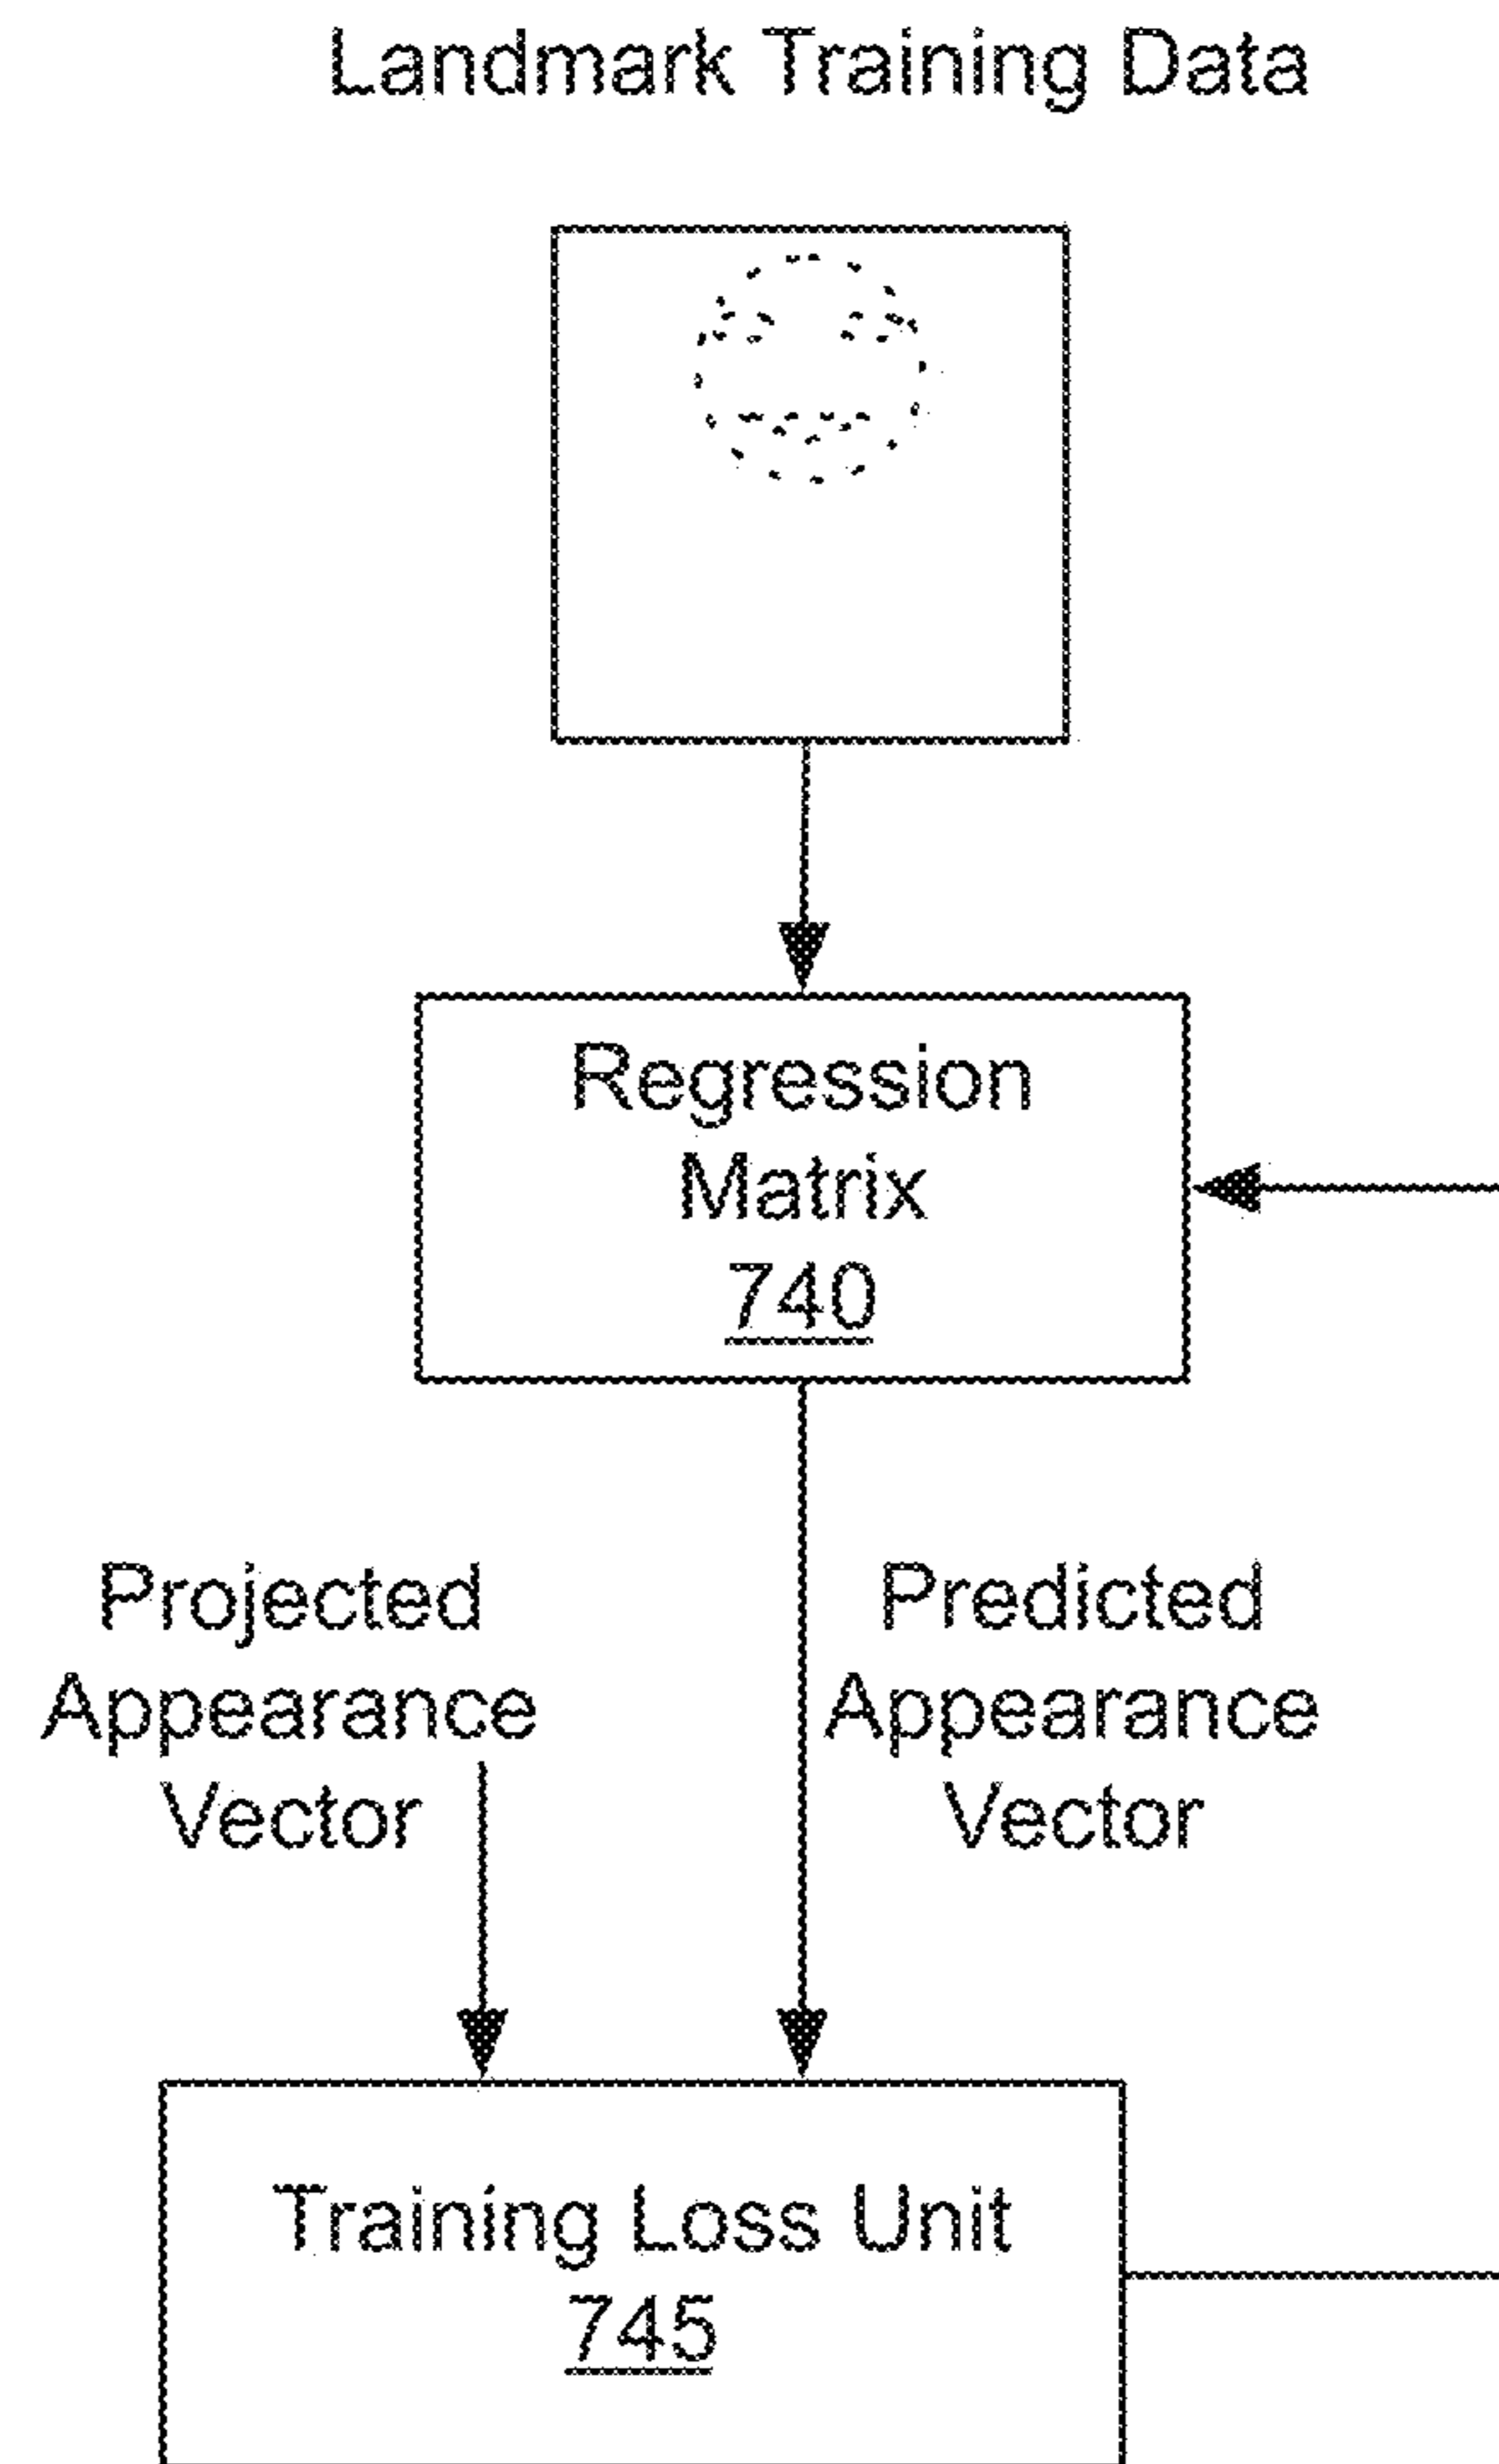 Landmark Training Data
Regression
Matrix
740
Projected
Appearance
Vector
Predicted
Appearance
Vector
Training Loss Unit
745